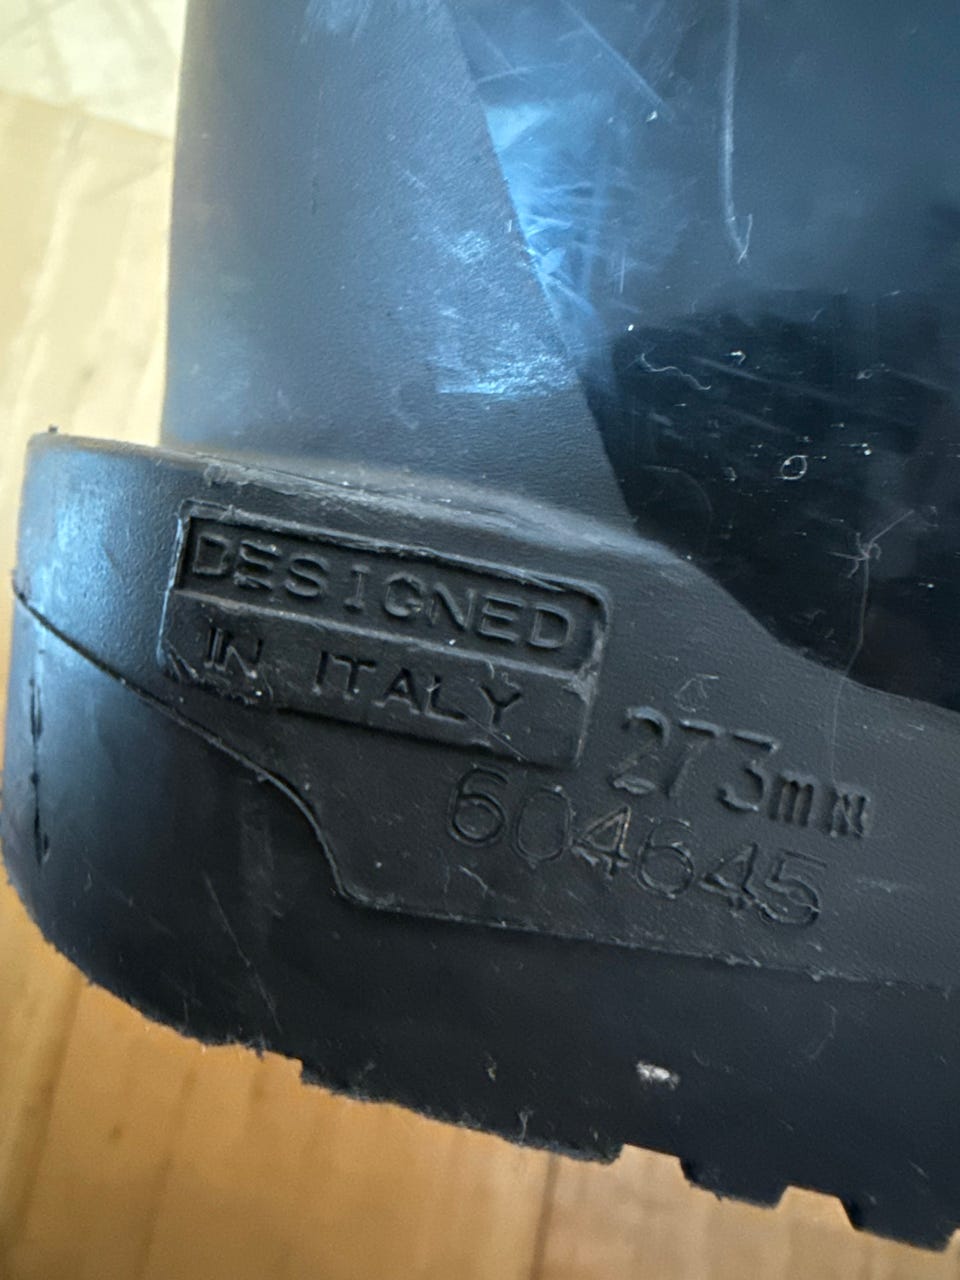 DESIGNED
IN ITALY
273mm
604645